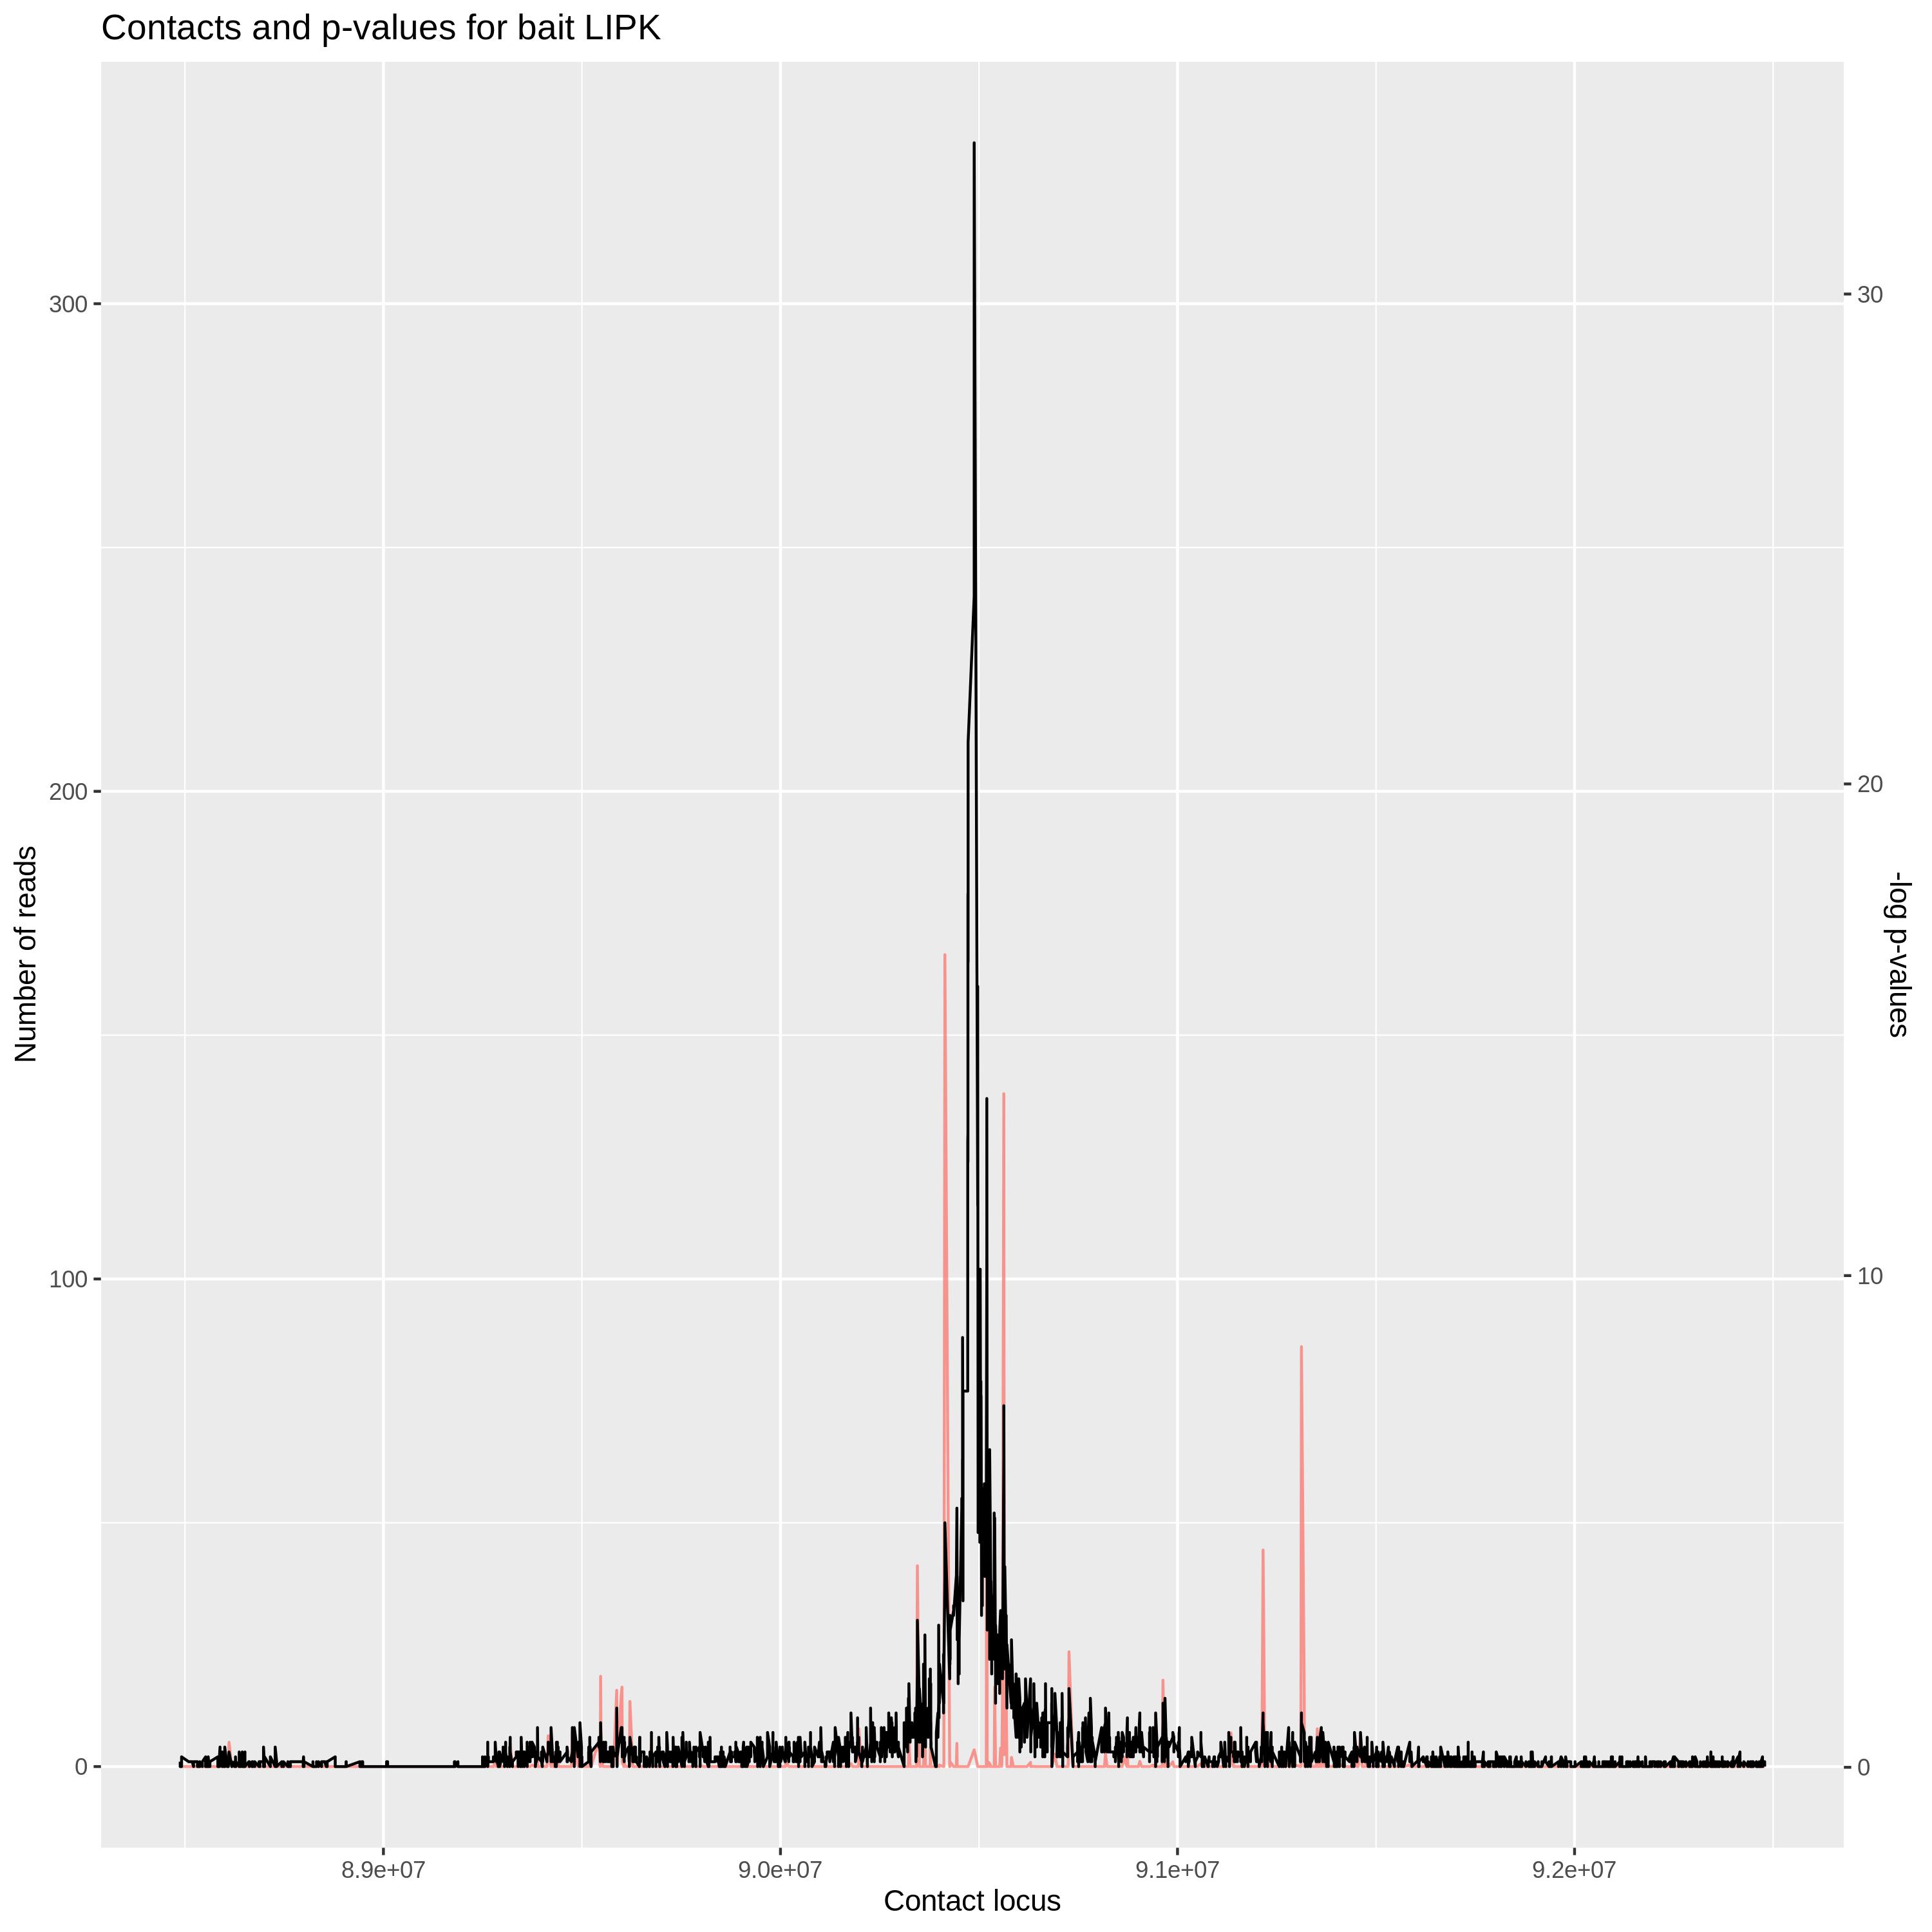 Contacts and p-values for bait LIPK
Number of reads
300
200
100
0
30
20
10
0
-log p-values
8.9e+07 9.0e+07 9.1e+07 9.2e+07
Contact locus